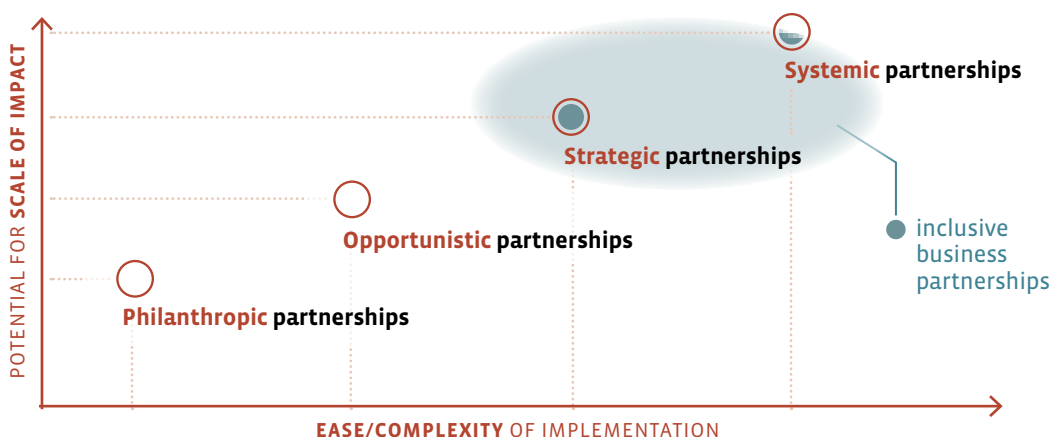 POTENTIAL FOR SCALE OF IMPACT
Systemic partnerships
Strategic partnerships
inclusive
business
partnerships
Opportunistic partnerships
Philanthropic partnerships
EASE/COMPLEXITY OF IMPLEMENTATION